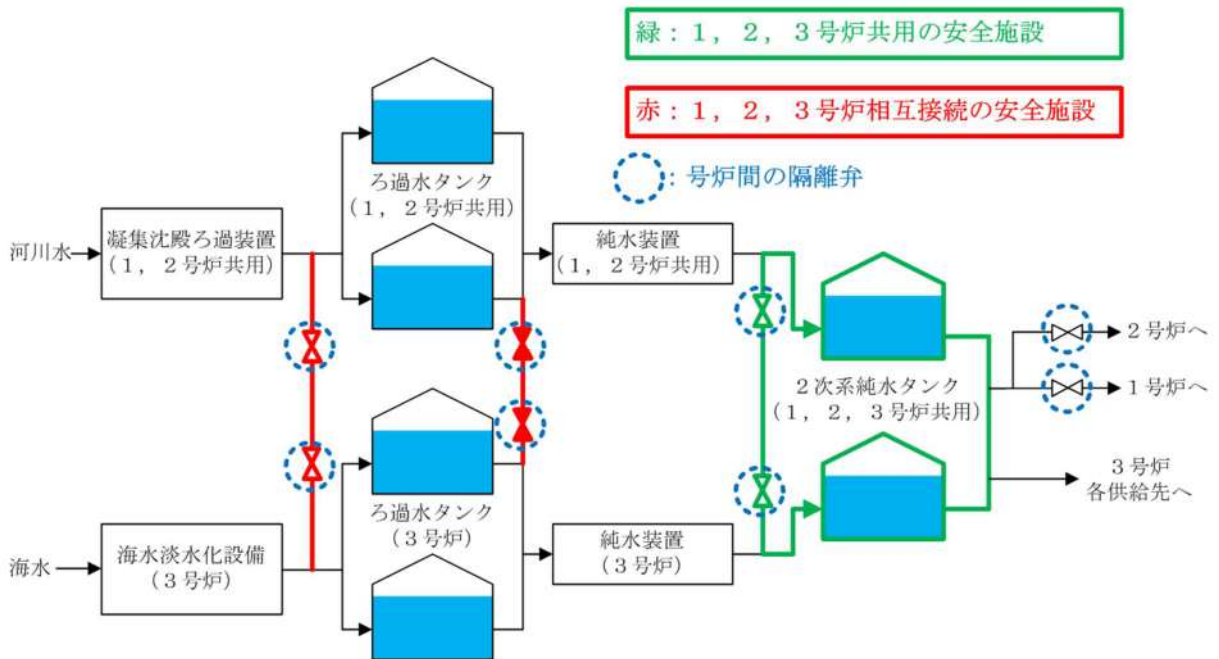 緑：１，２，３号炉共用の安全施設
赤：１，２，３号炉相互接続の安全施設
：号炉間の隔離弁
ろ過水タンク
（１，２号炉共用）
河川水
凝集沈殿ろ過装置
（１，２号炉共用）
純水装置
（１，２号炉共用）
２号炉へ
１号炉へ
２次系純水タンク
（１，２，３号炉共用）
３号炉
各供給先へ
ろ過水タンク
（３号炉）
海水
海水淡水化設備
（３号炉）
純水装置
（３号炉）